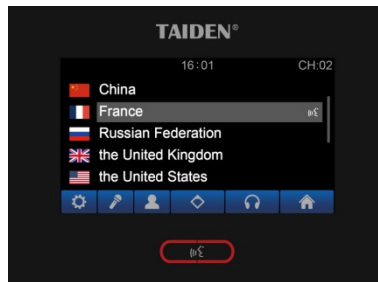 TAIDEN®
16:01 CH:02
China
France
Russian Federation
the United Kingdom
the United States